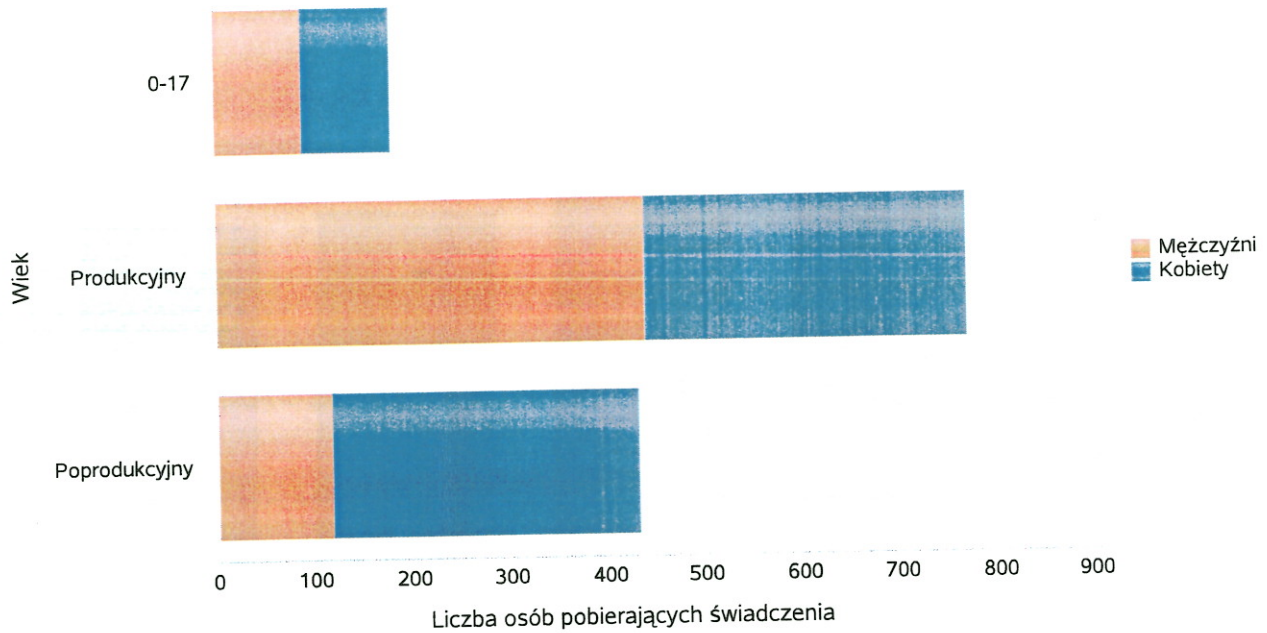 0-17
Wiek
Produkcyjny
Poprodukcyjny
Mężczyźni
Kobiety
0 100 200 300 400 500 600 700 800 900
Liczba osób pobierających świadczenia